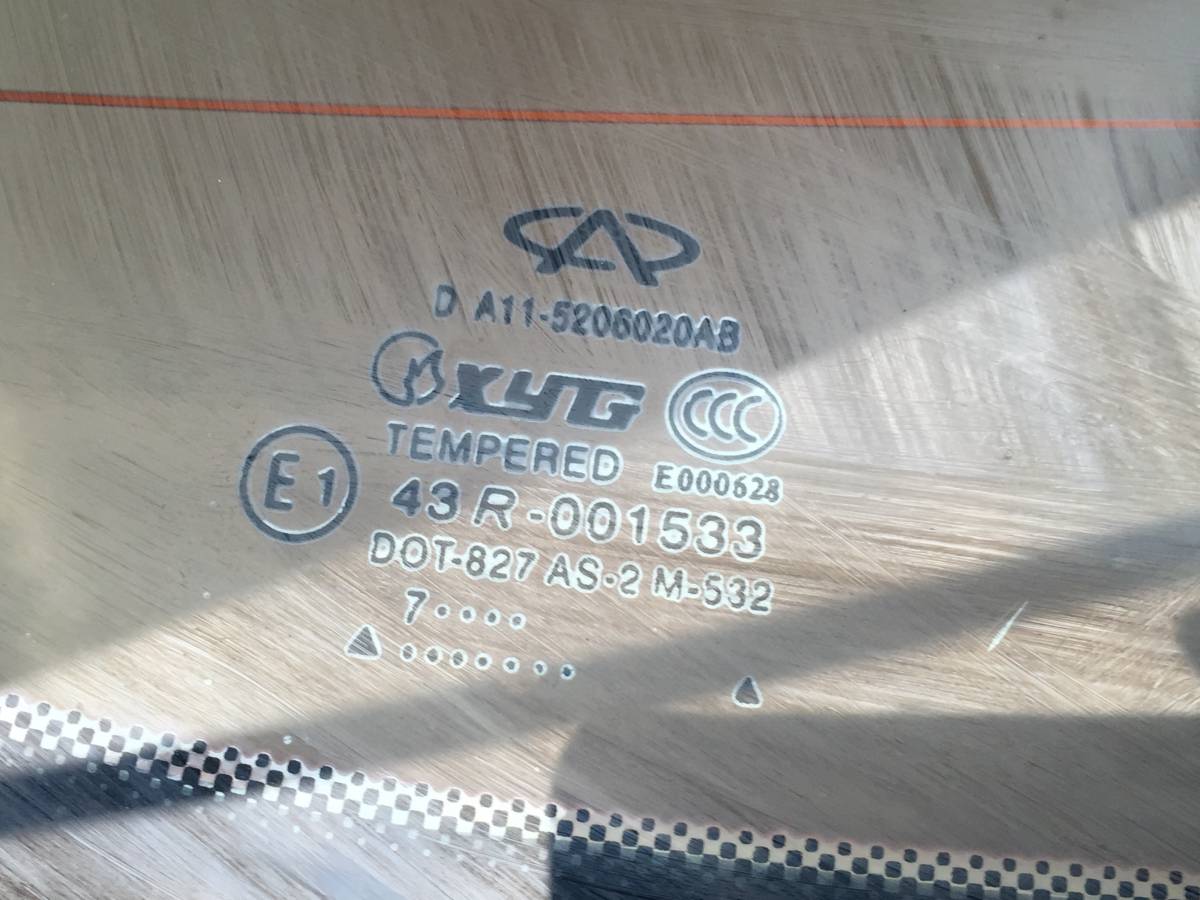 D A11-5206020AB
XYG
CCC
TEMPERED
E000628
E1
43R-001533
DOT-827 AS-2 M-532
7••••